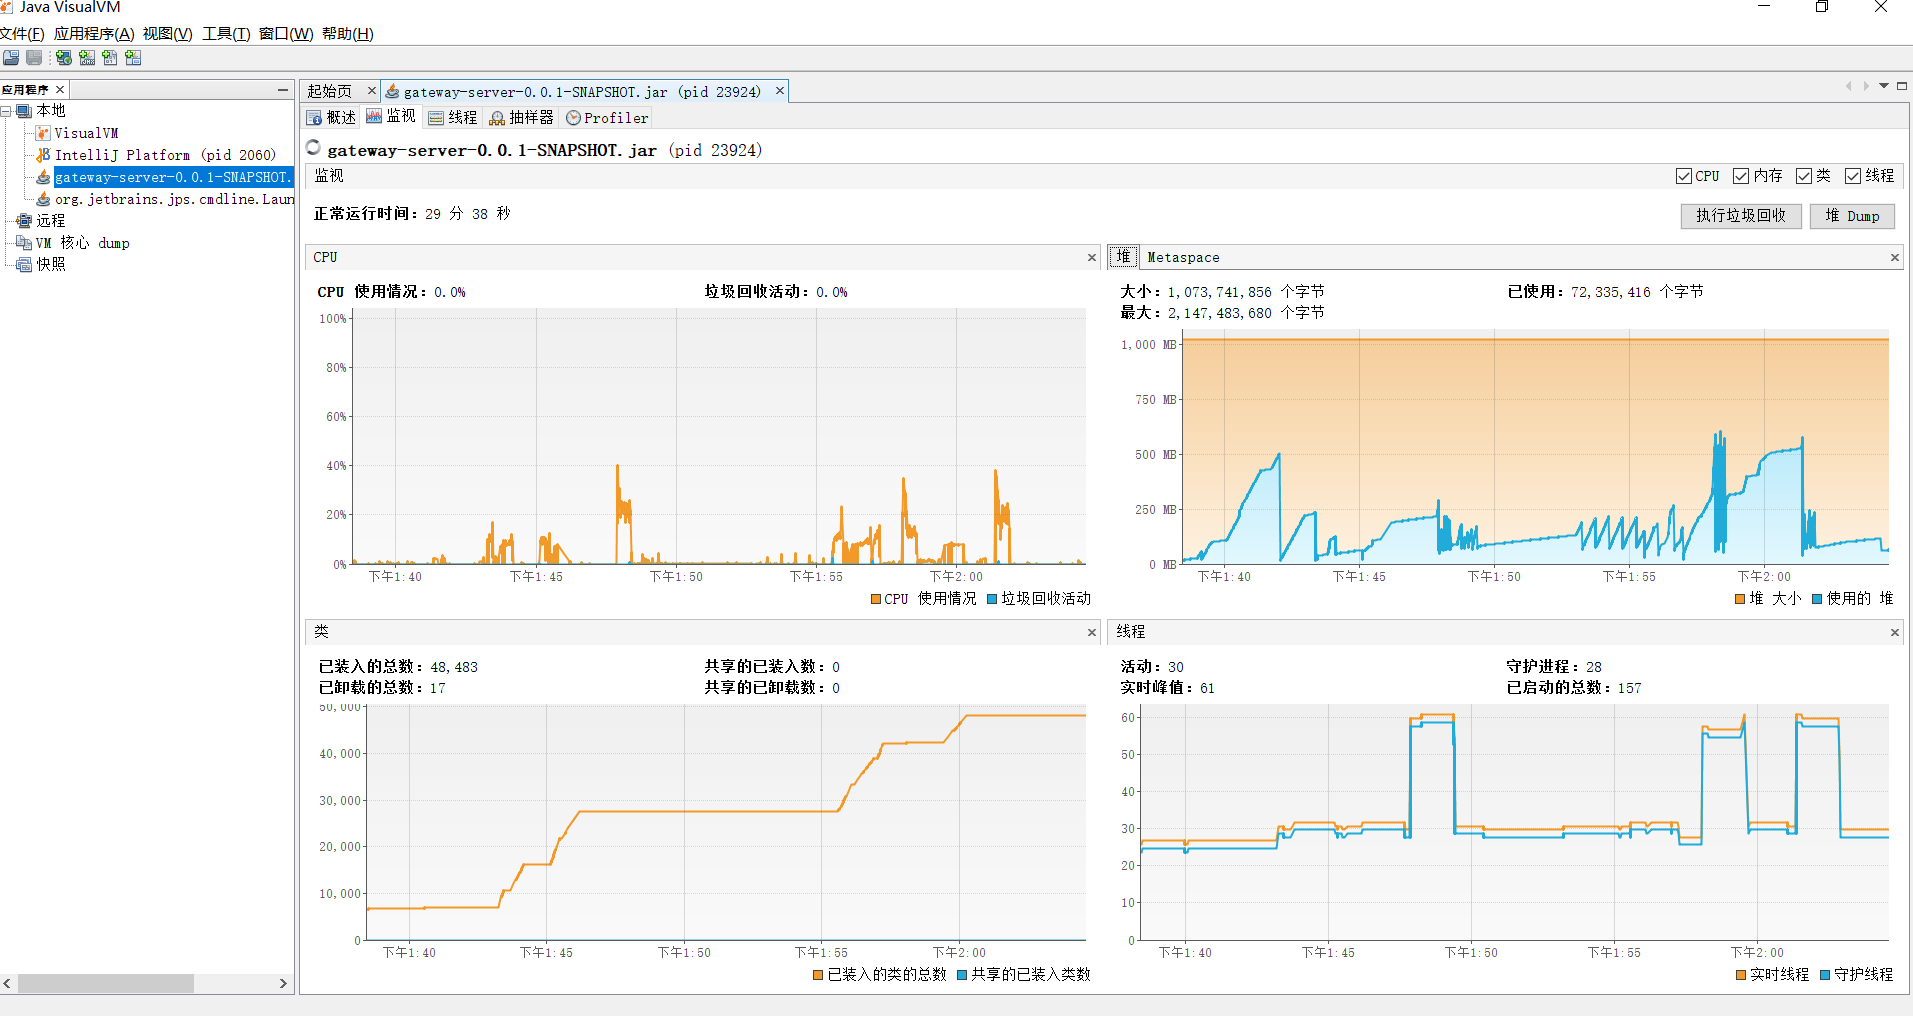 Java VisualVM
文件(F) 应用程序(A) 视图(V) 工具(T) 窗口(W) 帮助(H)
应用程序
本地
VisualVM
IntelliJ Platform (pid 2060)
gateway-server-0.0.1-SNAPSHOT.
org.jetbrains.jps.cmdline.Laun
远程
VM 核心 dump
快照
起始页 gateway-server-0.0.1-SNAPSHOT.jar (pid 23924)
概述 监视 线程 抽样器 Profiler
gateway-server-0.0.1-SNAPSHOT.jar (pid 23924)
监视 CPU 内存 类 线程
正常运行时间: 29 分 38 秒 执行垃圾回收 堆 Dump
CPU
CPU 使用情况: 0.0% 垃圾回收活动: 0.0%
100%
80%
60%
40%
20%
0%
下午1:40 下午1:45 下午1:50 下午1:55 下午2:00
CPU 使用情况 垃圾回收活动
堆 Metaspace
大小: 1,073,741,856 个字节 已使用: 72,335,416 个字节
最大: 2,147,483,680 个字节
1,000 MB
750 MB
500 MB
250 MB
0 MB
下午1:40 下午1:45 下午1:50 下午1:55 下午2:00
堆 大小 使用的 堆
类
已装入的总数: 48,483 共享的已装入数: 0
已卸载的总数: 17 共享的已卸载数: 0
50,000
40,000
30,000
20,000
10,000
0
下午1:40 下午1:45 下午1:50 下午1:55 下午2:00
已装入的类的总数 共享的已装入类数
线程
活动: 30 守护进程: 28
实时峰值: 61 已启动的总数: 157
60
50
40
30
20
10
0
下午1:40 下午1:45 下午1:50 下午1:55 下午2:00
实时线程 守护线程